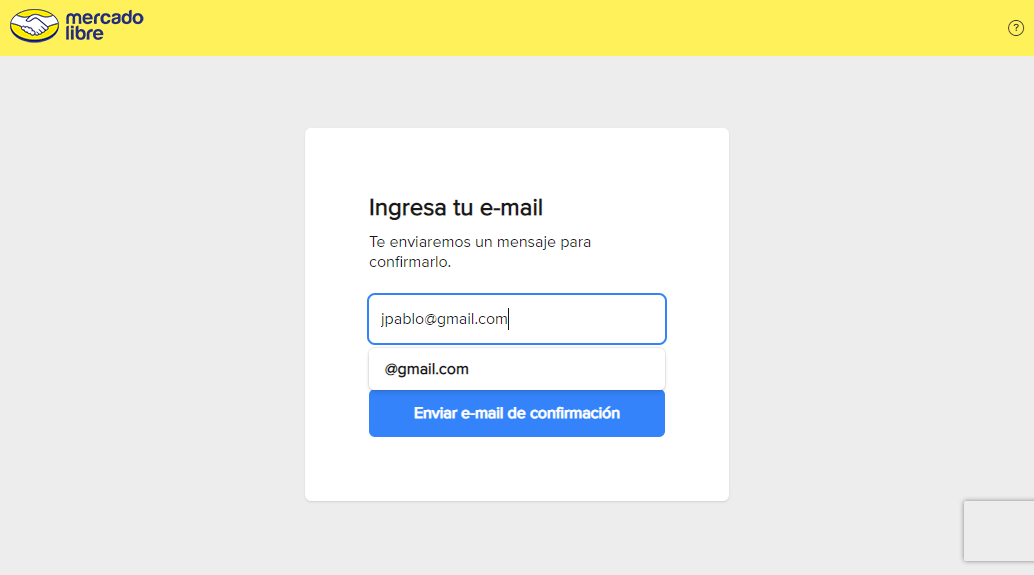 mercado
libre
?
Ingresa tu e-mail
Te enviaremos un mensaje para
confirmarlo.
jpablo@gmail.com
@gmail.com
Enviar e-mail de confirmación